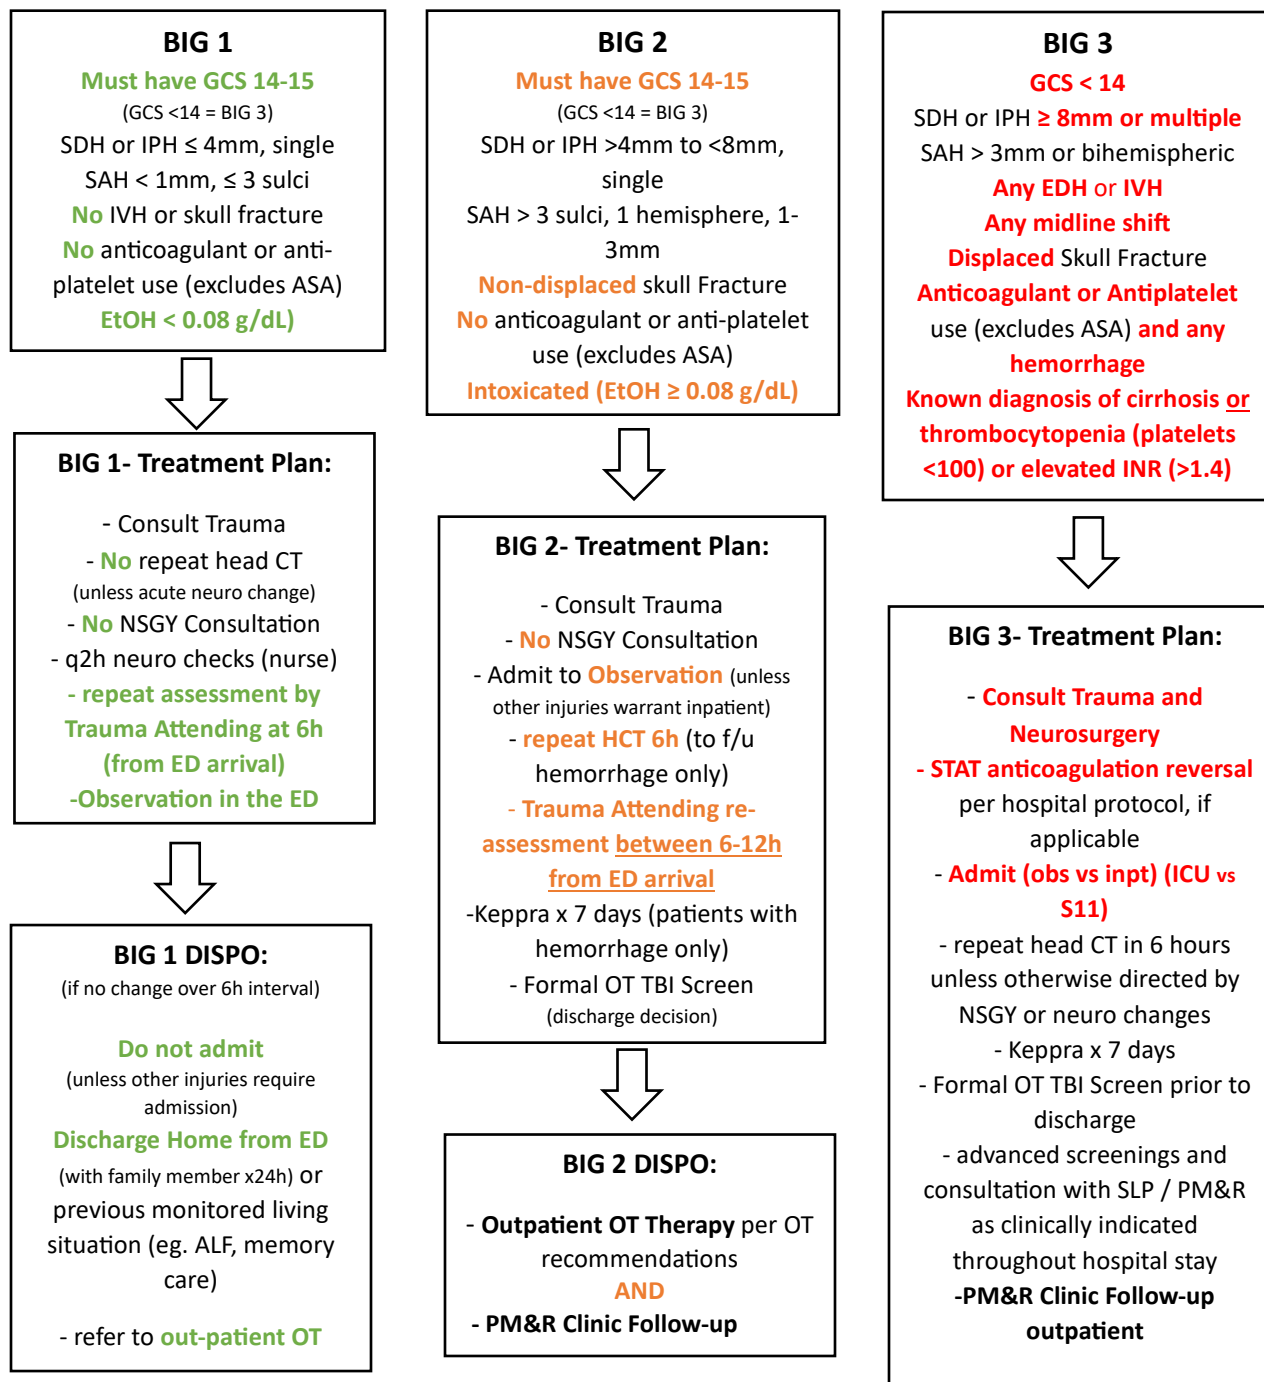 BIG 1
Must have GCS 14-15
(GCS <14 = BIG 3)
SDH or IPH ≤ 4mm, single
SAH < 1mm, ≤ 3 sulci
No IVH or skull fracture
No anticoagulant or anti-
platelet use (excludes ASA)
EtOH < 0.08 g/dL)
BIG 1- Treatment Plan:
- Consult Trauma
- No repeat head CT
(unless acute neuro change)
- No NSGY Consultation
- q2h neuro checks (nurse)
- repeat assessment by
Trauma Attending at 6h
(from ED arrival)
-Observation in the ED
BIG 1 DISPO:
(if no change over 6h interval)
Do not admit
(unless other injuries require
admission)
Discharge Home from ED
(with family member x24h) or
previous monitored living
situation (eg. ALF, memory
care)
- refer to out-patient OT
BIG 2
Must have GCS 14-15
(GCS <14 = BIG 3)
SDH or IPH >4mm to <8mm,
single
SAH > 3 sulci, 1 hemisphere, 1-
3mm
Non-displaced skull Fracture
No anticoagulant or anti-platelet
use (excludes ASA)
Intoxicated (EtOH ≥ 0.08 g/dL)
BIG 2- Treatment Plan:
- Consult Trauma
- No NSGY Consultation
- Admit to Observation (unless
other injuries warrant inpatient)
- repeat HCT 6h (to f/u
hemorrhage only)
- Trauma Attending re-
assessment between 6-12h
from ED arrival
-Keppra x 7 days (patients with
hemorrhage only)
- Formal OT TBI Screen
(discharge decision)
BIG 2 DISPO:
- Outpatient OT Therapy per OT
recommendations
AND
- PM&R Clinic Follow-up
BIG 3
GCS < 14
SDH or IPH ≥ 8mm or multiple
SAH > 3mm or bihemispheric
Any EDH or IVH
Any midline shift
Displaced Skull Fracture
Anticoagulant or Antiplatelet
use (excludes ASA) and any
hemorrhage
Known diagnosis of cirrhosis or
thrombocytopenia (platelets
<100) or elevated INR (>1.4)
BIG 3- Treatment Plan:
- Consult Trauma and
Neurosurgery
- STAT anticoagulation reversal
per hospital protocol, if
applicable
- Admit (obs vs inpt) (ICU vs
S11)
- repeat head CT in 6 hours
unless otherwise directed by
NSGY or neuro changes
- Keppra x 7 days
- Formal OT TBI Screen prior to
discharge
- advanced screenings and
consultation with SLP / PM&R
as clinically indicated
throughout hospital stay
-PM&R Clinic Follow-up
outpatient